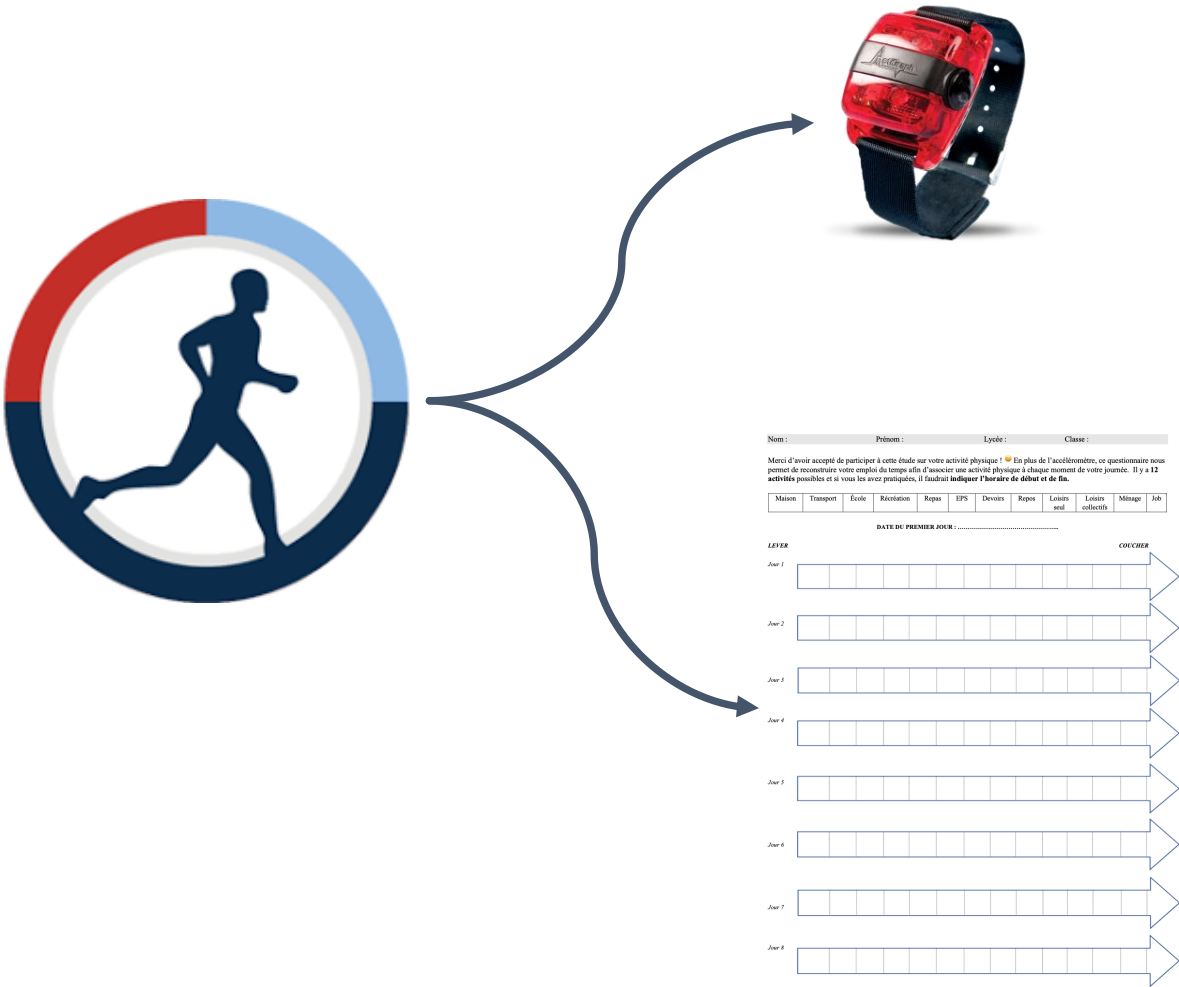 ActiGraph
Nom : Prénom : Lycée : Classe :
Merci d’avoir accepté de participer à cette étude sur votre activité physique ! 😀 En plus de l’accéléromètre, ce questionnaire nous
permet de reconstruire votre emploi du temps afin d’associer une activité physique à chaque moment de votre journée. Il y a 12
activités possibles et si vous les avez pratiquées, il faudrait indiquer l’horaire de début et de fin.
Maison Transport École Récréation Repas EPS Devoirs Repos Loisirs seul Loisirs collectifs Ménage Job
DATE DU PREMIER JOUR : .......................................................
LEVER COUCHER
Jour 1
Jour 2
Jour 3
Jour 4
Jour 5
Jour 6
Jour 7
Jour 8